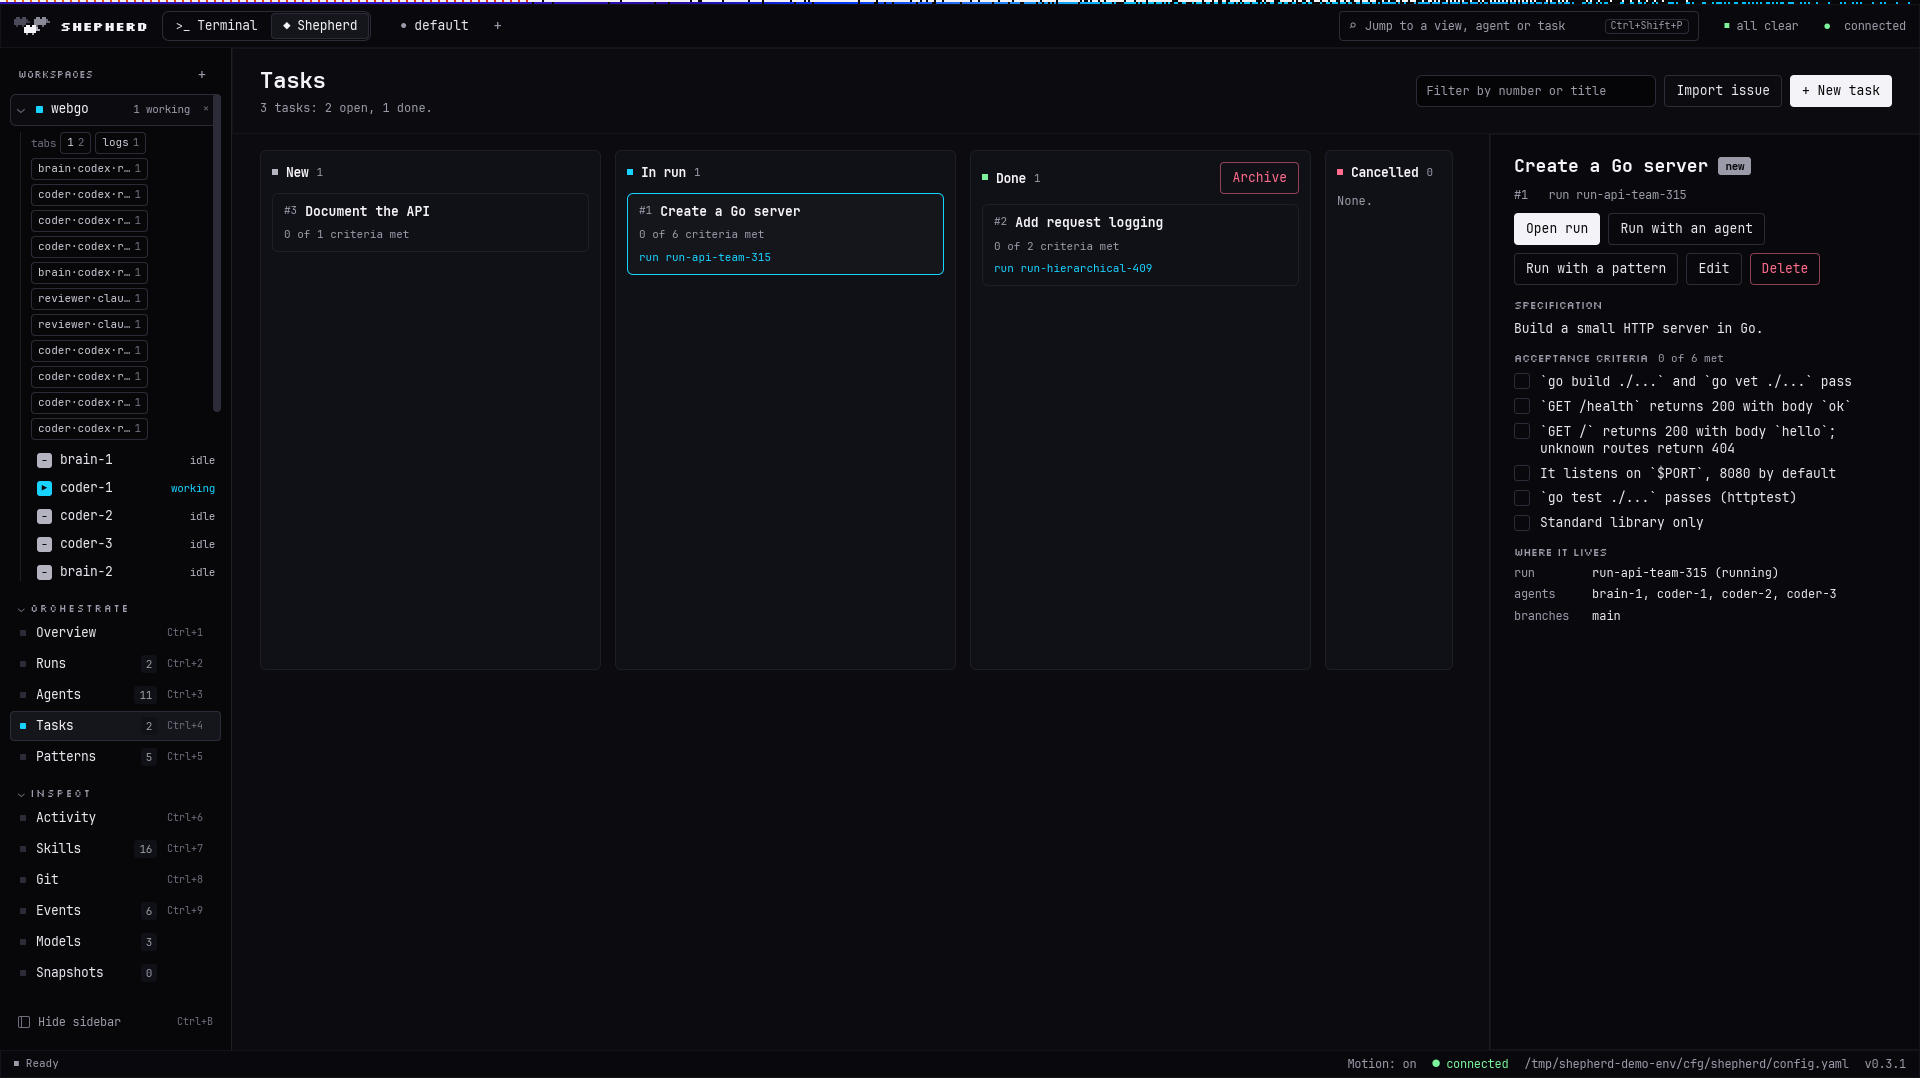 SHEPHERD
>_ Terminal
◆ Shepherd
● default
+
Jump to a view, agent or task
Ctrl+Shift+P
all clear
connected
WORKSPACES
+
webgo
1 working
×
tabs
1 2
logs 1
brain·codex·r… 1
coder·codex·r… 1
coder·codex·r… 1
coder·codex·r… 1
brain·codex·r… 1
reviewer·clau… 1
reviewer·clau… 1
coder·codex·r… 1
coder·codex·r… 1
coder·codex·r… 1
coder·codex·r… 1
brain-1 idle
coder-1 working
coder-2 idle
coder-3 idle
brain-2 idle
ORCHESTRATE
Overview Ctrl+1
Runs 2 Ctrl+2
Agents 11 Ctrl+3
Tasks 2 Ctrl+4
Patterns 5 Ctrl+5
INSPECT
Activity Ctrl+6
Skills 16 Ctrl+7
Git Ctrl+8
Events 6 Ctrl+9
Models 3
Snapshots 0
Hide sidebar Ctrl+B
Tasks
3 tasks: 2 open, 1 done.
Filter by number or title
Import issue
+ New task
New 1
#3 Document the API
0 of 1 criteria met
In run 1
#1 Create a Go server
0 of 6 criteria met
run run-api-team-315
Done 1
Archive
#2 Add request logging
0 of 2 criteria met
run run-hierarchical-409
Cancelled 0
None.
Create a Go server new
#1 run run-api-team-315
Open run
Run with an agent
Run with a pattern
Edit
Delete
SPECIFICATION
Build a small HTTP server in Go.
ACCEPTANCE CRITERIA 0 of 6 met
`go build ./...` and `go vet ./...` pass
`GET /health` returns 200 with body `ok`
`GET /` returns 200 with body `hello`;
unknown routes return 404
It listens on `$PORT`, 8080 by default
`go test ./...` passes (httptest)
Standard library only
WHERE IT LIVES
run run-api-team-315 (running)
agents brain-1, coder-1, coder-2, coder-3
branches main
Ready
Motion: on
connected
/tmp/shepherd-demo-env/cfg/shepherd/config.yaml
v0.3.1